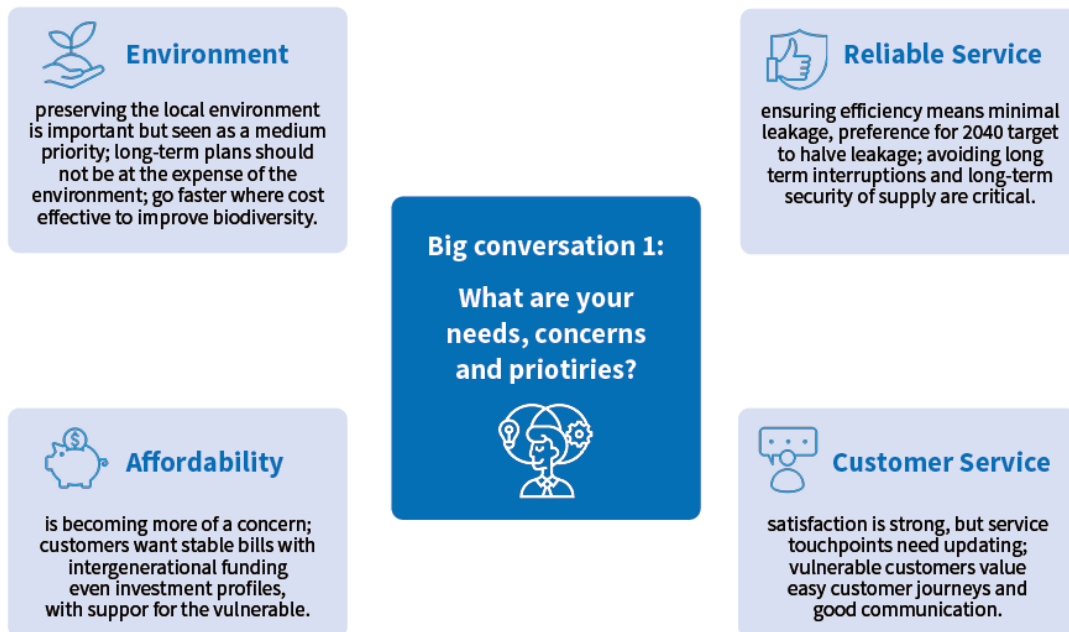 Environment
preserving the local environment
is important but seen as a medium
priority; long-term plans should
not be at the expense of the
environment; go faster where cost
effective to improve biodiversity.
Reliable Service
ensuring efficiency means minimal
leakage, preference for 2040 target
to halve leakage; avoiding long
term interruptions and long-term
security of supply are critical.
Big conversation 1:
What are your
needs, concerns
and priotiries?
$
Affordability
is becoming more of a concern;
customers want stable bills with
intergenerational funding
even investment profiles,
with suppor for the vulnerable.
Customer Service
satisfaction is strong, but service
touchpoints need updating;
vulnerable customers value
easy customer journeys and
good communication.